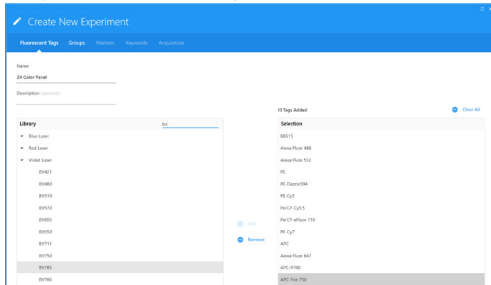 Create New Experiment
Fluorescent Tags Groups Markers Keywords Acquisition
Name
24 Color Panel
Description (optional)
13 Tags Added Clear All
Library bv
Selection
Blue Laser
Red Laser
Violet Laser
BV421
BV480
BV510
BV570
BV605
BV650
BV711
BV750
BV785
BV786
Add
Remove
BB515
Alexa Fluor 488
Alexa Fluor 532
PE
PE-Dazzle594
PE-Cy5
PerCP-Cy5.5
PerCP-eFluor 710
PE-Cy7
APC
Alexa Fluor 647
APC-R700
APC-Fire 750